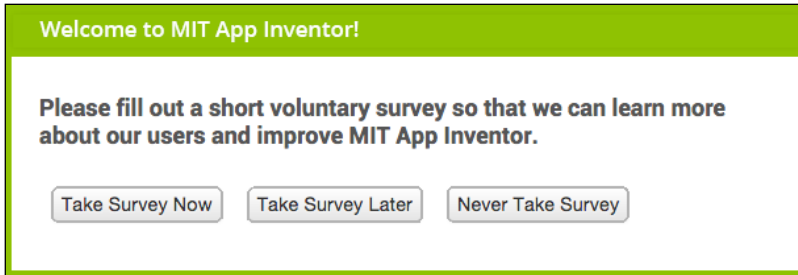 Welcome to MIT App Inventor!
Please fill out a short voluntary survey so that we can learn more
about our users and improve MIT App Inventor.
Take Survey Now Take Survey Later Never Take Survey